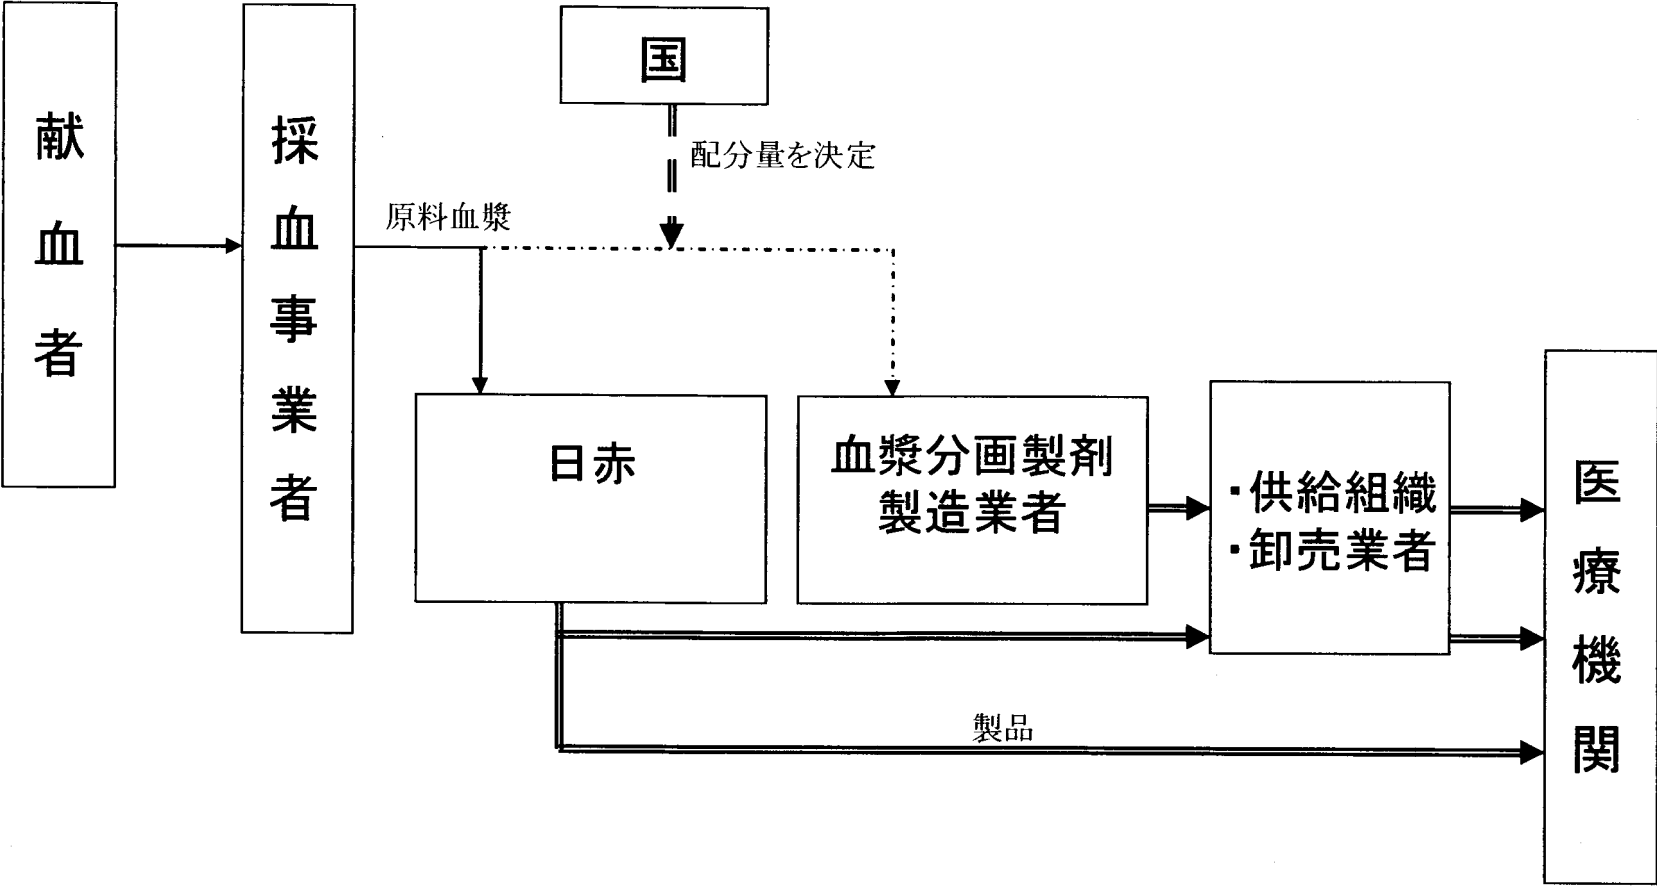 献血者
採血事業者
国
配分量を決定
原料血漿
日赤
血漿分画製剤
製造業者
・供給組織
・卸売業者
製品
医療機関